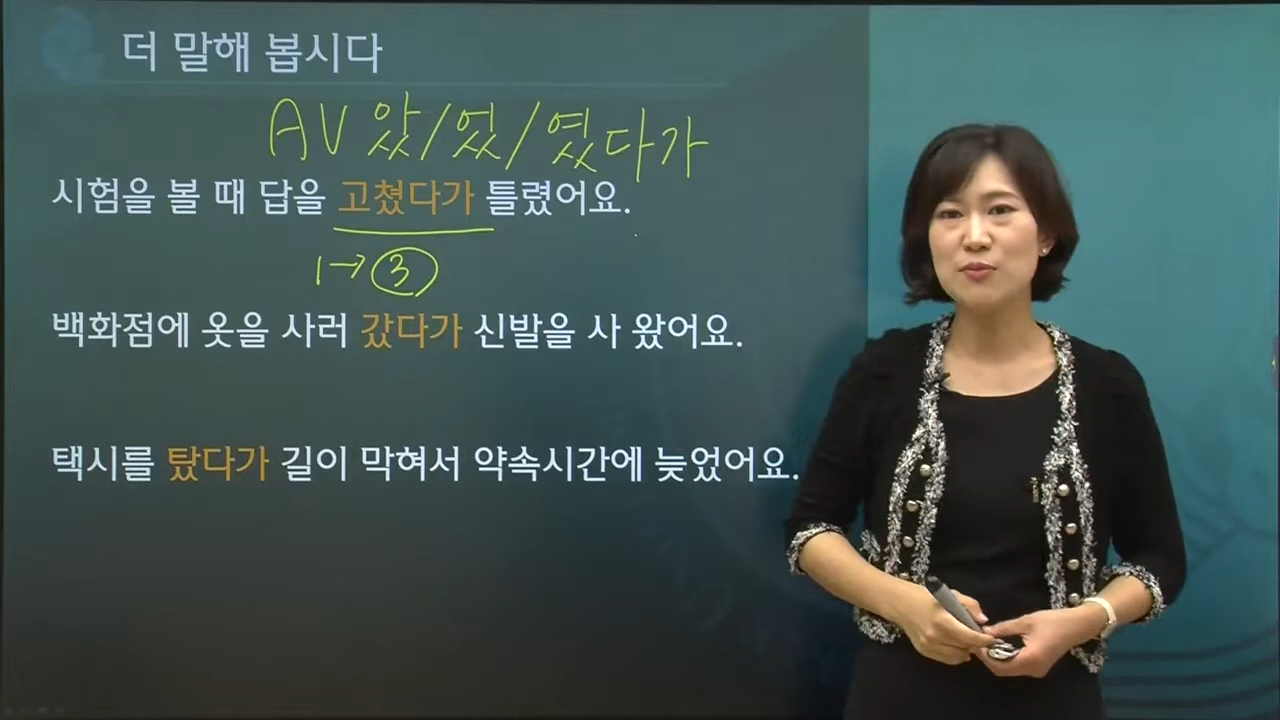 더 말해 봅시다
AV 았/었/였다가
시험을 볼 때 답을 고쳤다가 틀렸어요.
1→③
백화점에 옷을 사러 갔다가 신발을 사 왔어요.
택시를 탔다가 길이 막혀서 약속시간에 늦었어요.